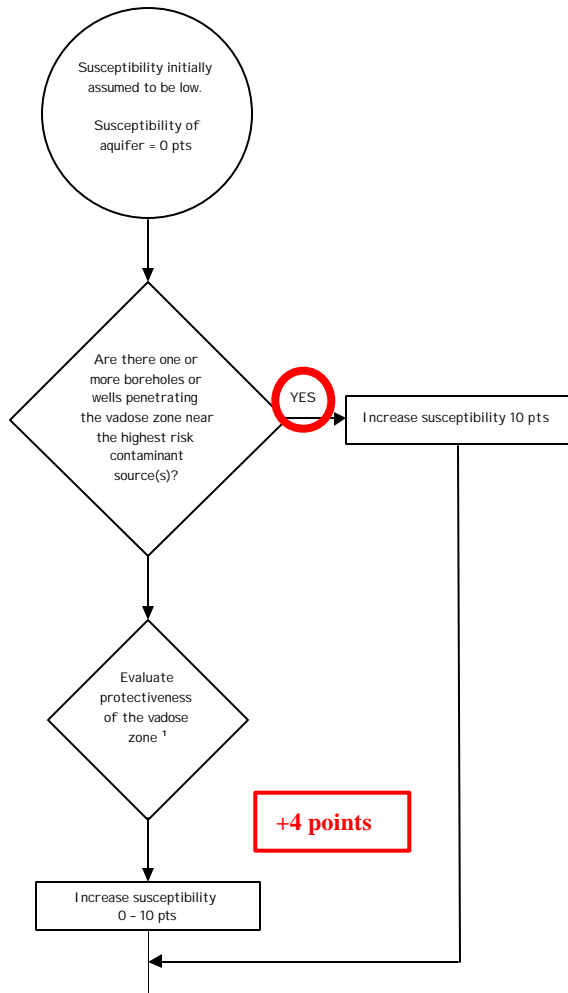 Susceptibility initially
assumed to be low.
Susceptibility of
aquifer = 0 pts
Are there one or
more boreholes or
wells penetrating
the vadose zone near
the highest risk
contaminant
source(s)?
YES
Increase susceptibility 10 pts
Evaluate
protectiveness
of the vadose
zone ¹
+4 points
Increase susceptibility
0 – 10 pts